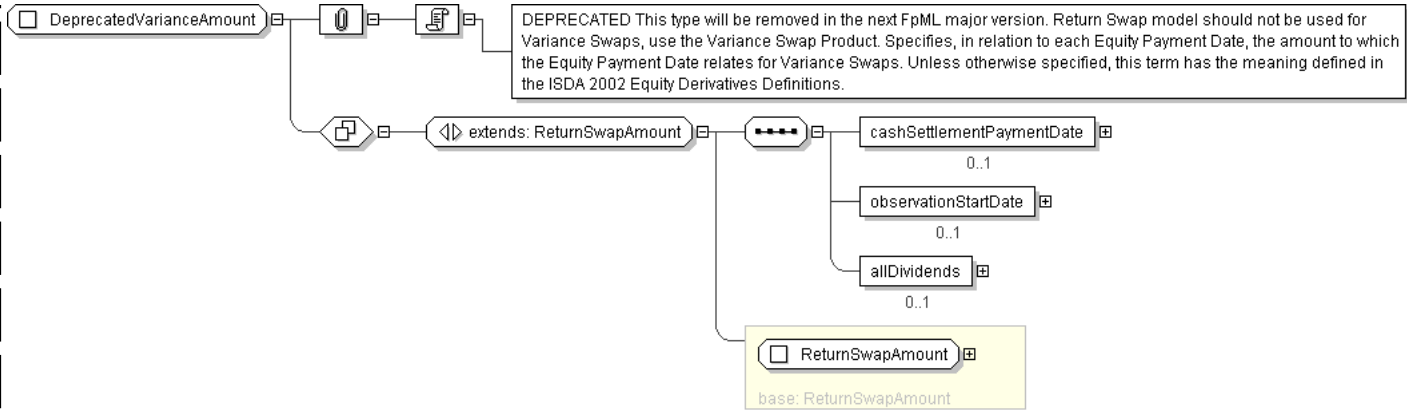 DeprecatedVarianceAmount
DEPRECATED This type will be removed in the next FpML major version. Return Swap model should not be used for
Variance Swaps, use the Variance Swap Product. Specifies, in relation to each Equity Payment Date, the amount to which
the Equity Payment Date relates for Variance Swaps. Unless otherwise specified, this term has the meaning defined in
the ISDA 2002 Equity Derivatives Definitions.
extends: ReturnSwapAmount
cashSettlementPaymentDate
0..1
observationStartDate
0..1
allDividends
0..1
ReturnSwapAmount
base: ReturnSwapAmount